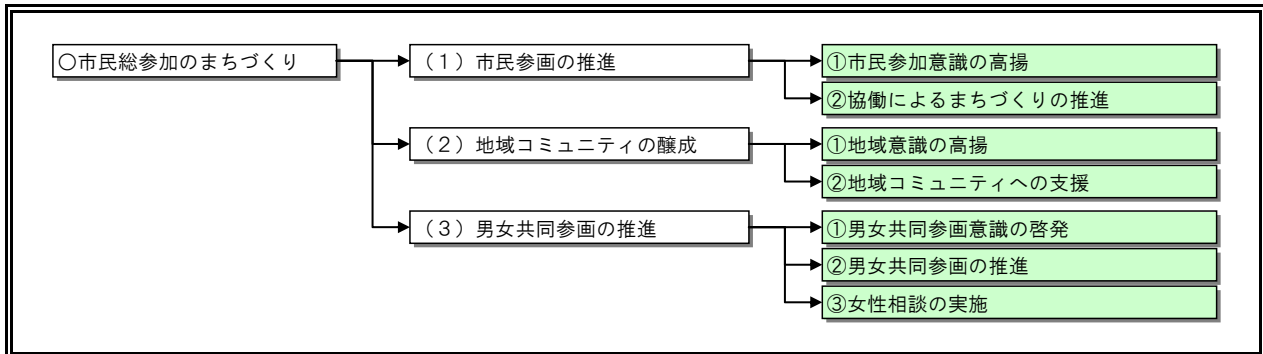 〇市民総参加のまちづくり
（１）市民参画の推進
①市民参加意識の高揚
②協働によるまちづくりの推進
（２）地域コミュニティの醸成
①地域意識の高揚
②地域コミュニティへの支援
（３）男女共同参画の推進
①男女共同参画意識の啓発
②男女共同参画の推進
③女性相談の実施